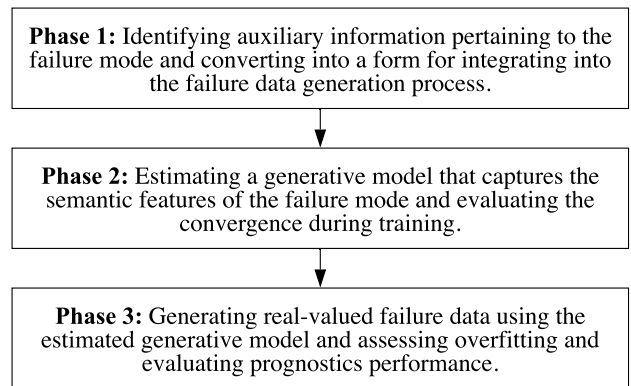 Phase 1: Identifying auxiliary information pertaining to the
failure mode and converting into a form for integrating into
the failure data generation process.
Phase 2: Estimating a generative model that captures the
semantic features of the failure mode and evaluating the
convergence during training.
Phase 3: Generating real-valued failure data using the
estimated generative model and assessing overfitting and
evaluating prognostics performance.